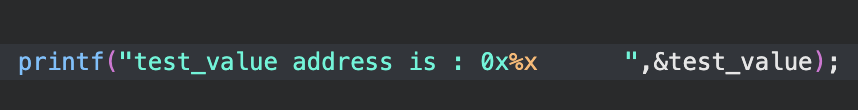 printf("test_value address is : 0x%x      ",&test_value);